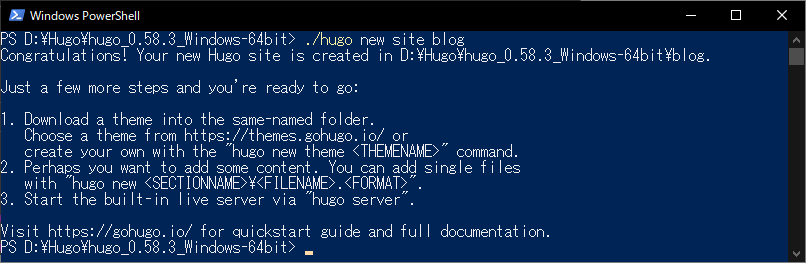 Windows PowerShell
PS D:¥Hugo¥hugo_0.58.3_Windows-64bit> ./hugo new site blog
Congratulations! Your new Hugo site is created in D:¥Hugo¥hugo_0.58.3_Windows-64bit¥blog.
Just a few more steps and you're ready to go:
1. Download a theme into the same-named folder.
Choose a theme from https://themes.gohugo.io/ or
create your own with the "hugo new theme <THEMENAME>" command.
2. Perhaps you want to add some content. You can add single files
with "hugo new <SECTIONNAME>¥<FILENAME>.<FORMAT>".
3. Start the built-in live server via "hugo server".
Visit https://gohugo.io/ for quickstart guide and full documentation.
PS D:¥Hugo¥hugo_0.58.3_Windows-64bit>